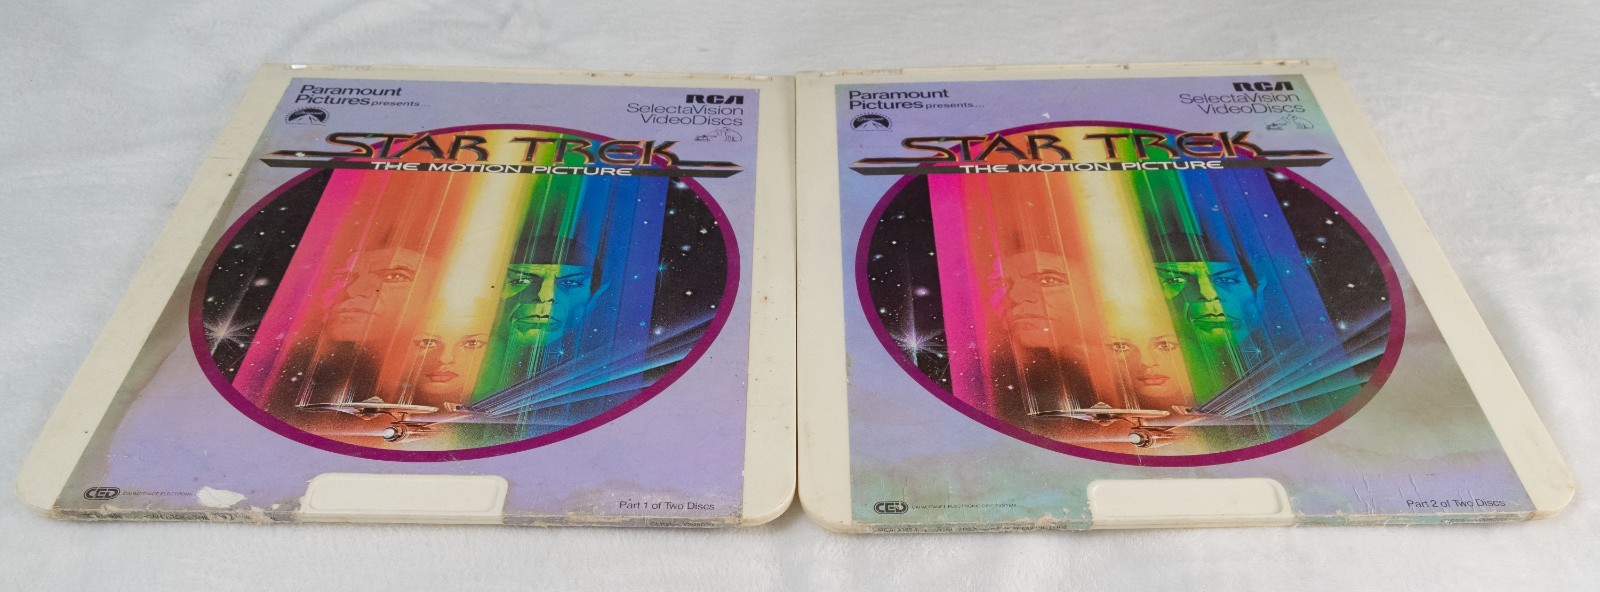 Paramount
Pictures presents...
RCA
SelectaVision
VideoDiscs
STAR TREK
THE MOTION PICTURE
CED
Part 1 of Two Discs
Paramount
Pictures presents...
RCA
SelectaVision
VideoDiscs
STAR TREK
THE MOTION PICTURE
CED
Part 2 of Two Discs